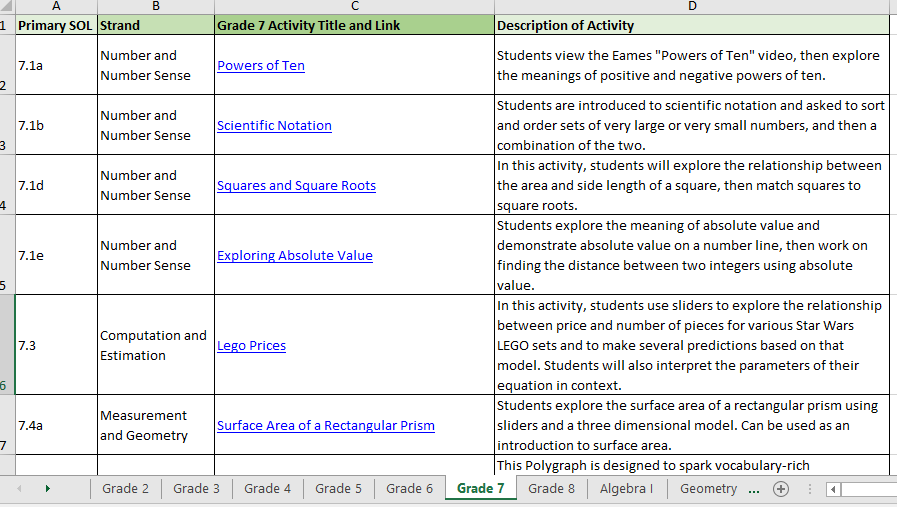 A B C D
1 Primary SOL Strand Grade 7 Activity Title and Link Description of Activity
2 7.1a
Number and
Number Sense
Powers of Ten
Students view the Eames "Powers of Ten" video, then explore
the meanings of positive and negative powers of ten.
3 7.1b
Number and
Number Sense
Scientific Notation
Students are introduced to scientific notation and asked to sort
and order sets of very large or very small numbers, and then a
combination of the two.
4 7.1d
Number and
Number Sense
Squares and Square Roots
In this activity, students will explore the relationship between
the area and side length of a square, then match squares to
square roots.
5 7.1e
Number and
Number Sense
Exploring Absolute Value
Students explore the meaning of absolute value and
demonstrate absolute value on a number line, then work on
finding the distance between two integers using absolute
value.
6 7.3
Computation and
Estimation
Lego Prices
In this activity, students use sliders to explore the relationship
between price and number of pieces for various Star Wars
LEGO sets and to make several predictions based on that
model. Students will also interpret the parameters of their
equation in context.
7 7.4a
Measurement
and Geometry
Surface Area of a Rectangular Prism
Students explore the surface area of a rectangular prism using
sliders and a three dimensional model. Can be used as an
introduction to surface area.
This Polygraph is designed to spark vocabulary-rich
Grade 2 Grade 3 Grade 4 Grade 5 Grade 6 Grade 7 Grade 8 Algebra I Geometry ...